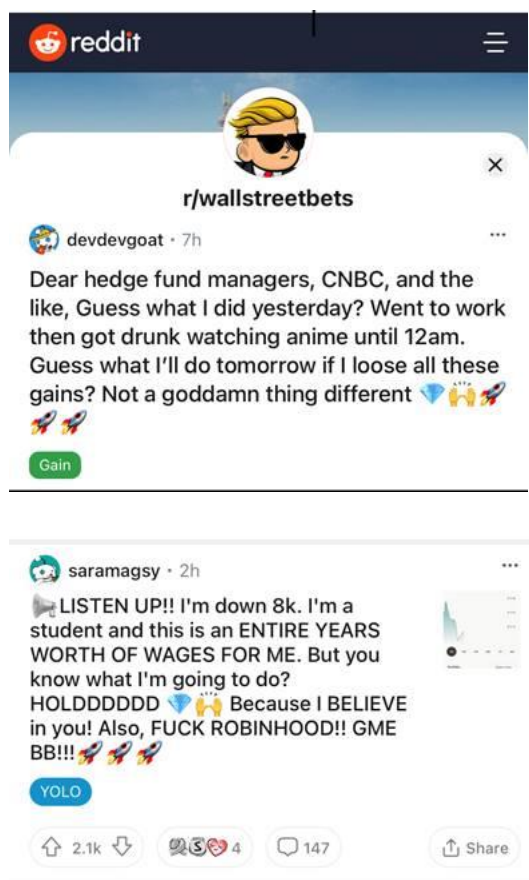 reddit
r/wallstreetbets
devdevgoat · 7h
Dear hedge fund managers, CNBC, and the
like, Guess what I did yesterday? Went to work
then got drunk watching anime until 12am.
Guess what I'll do tomorrow if I loose all these
gains? Not a goddamn thing different 💎🙌🚀
🚀🚀
Gain
saramagsy · 2h
📢LISTEN UP!! I'm down 8k. I'm a
student and this is an ENTIRE YEARS
WORTH OF WAGES FOR ME. But you
know what I'm going to do?
HOLDDDDDD 💎🙌 Because I BELIEVE
in you! Also, FUCK ROBINHOOD!! GME
BB!!!🚀🚀🚀
YOLO
2.1k
4
147
Share